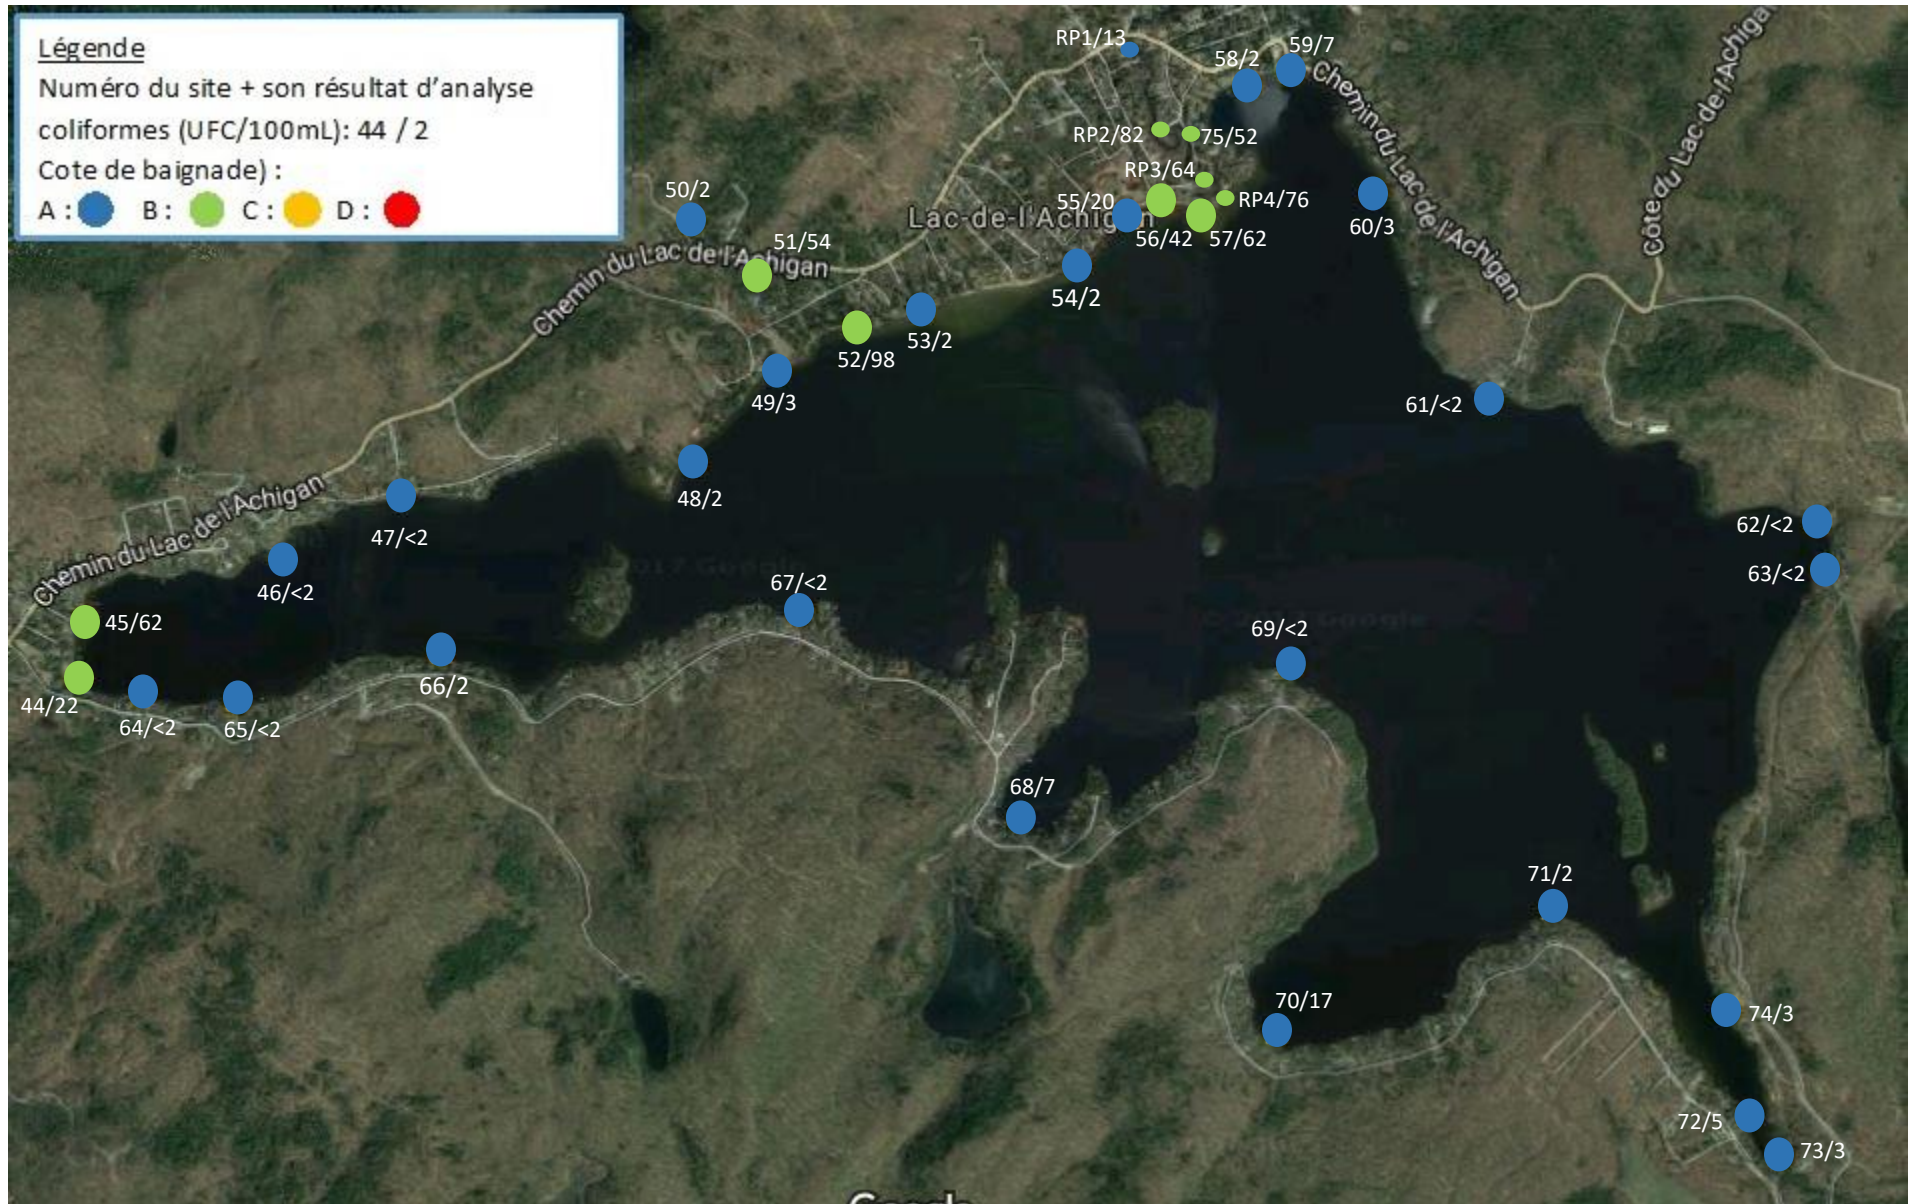 Légende
Numéro du site + son résultat d'analyse
coliformes (UFC/100mL): 44 / 2
Cote de baignade) :
A : B : C : D :
RP1/13
58/2
59/7
Chemin du Lac de l'Achigan
Côte du Lac de l'Achigan
RP2/82
75/52
RP3/64
RP4/76
50/2
55/20
Lac-de-l'Achigan
56/42
57/62
60/3
51/54
Chemin du Lac de l'Achigan
54/2
53/2
52/98
49/3
61/<2
48/2
Chemin du Lac de l'Achigan
47/<2
62/<2
63/<2
46/<2
2017 Google
67/<2
45/62
69/<2
Google
66/2
44/22
64/<2
65/<2
68/7
71/2
70/17
74/3
72/5
73/3
Google